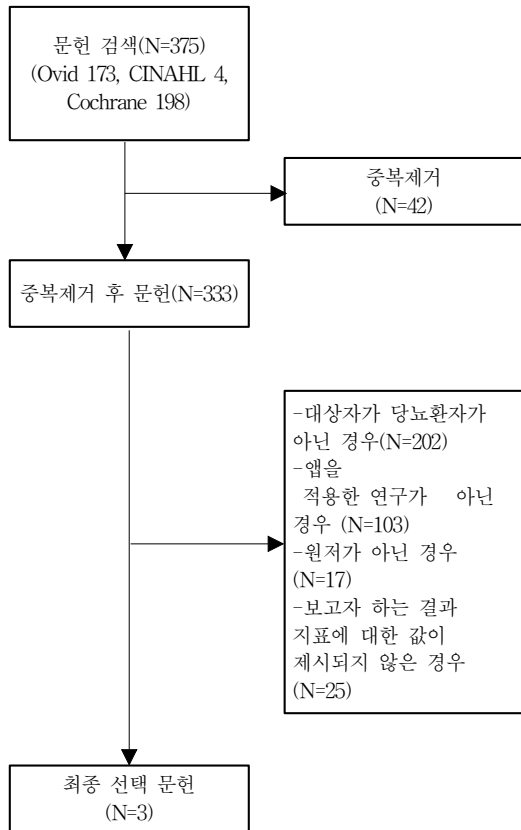 문헌 검색(N=375)
(Ovid 173, CINAHL 4,
Cochrane 198)
중복제거
(N=42)
중복제거 후 문헌(N=333)
-대상자가 당뇨환자가
아닌 경우(N=202)
-앱을
적용한 연구가 아닌
경우 (N=103)
-원저가 아닌 경우
(N=17)
-보고자 하는 결과
지표에 대한 값이
제시되지 않은 경우
(N=25)
최종 선택 문헌
(N=3)